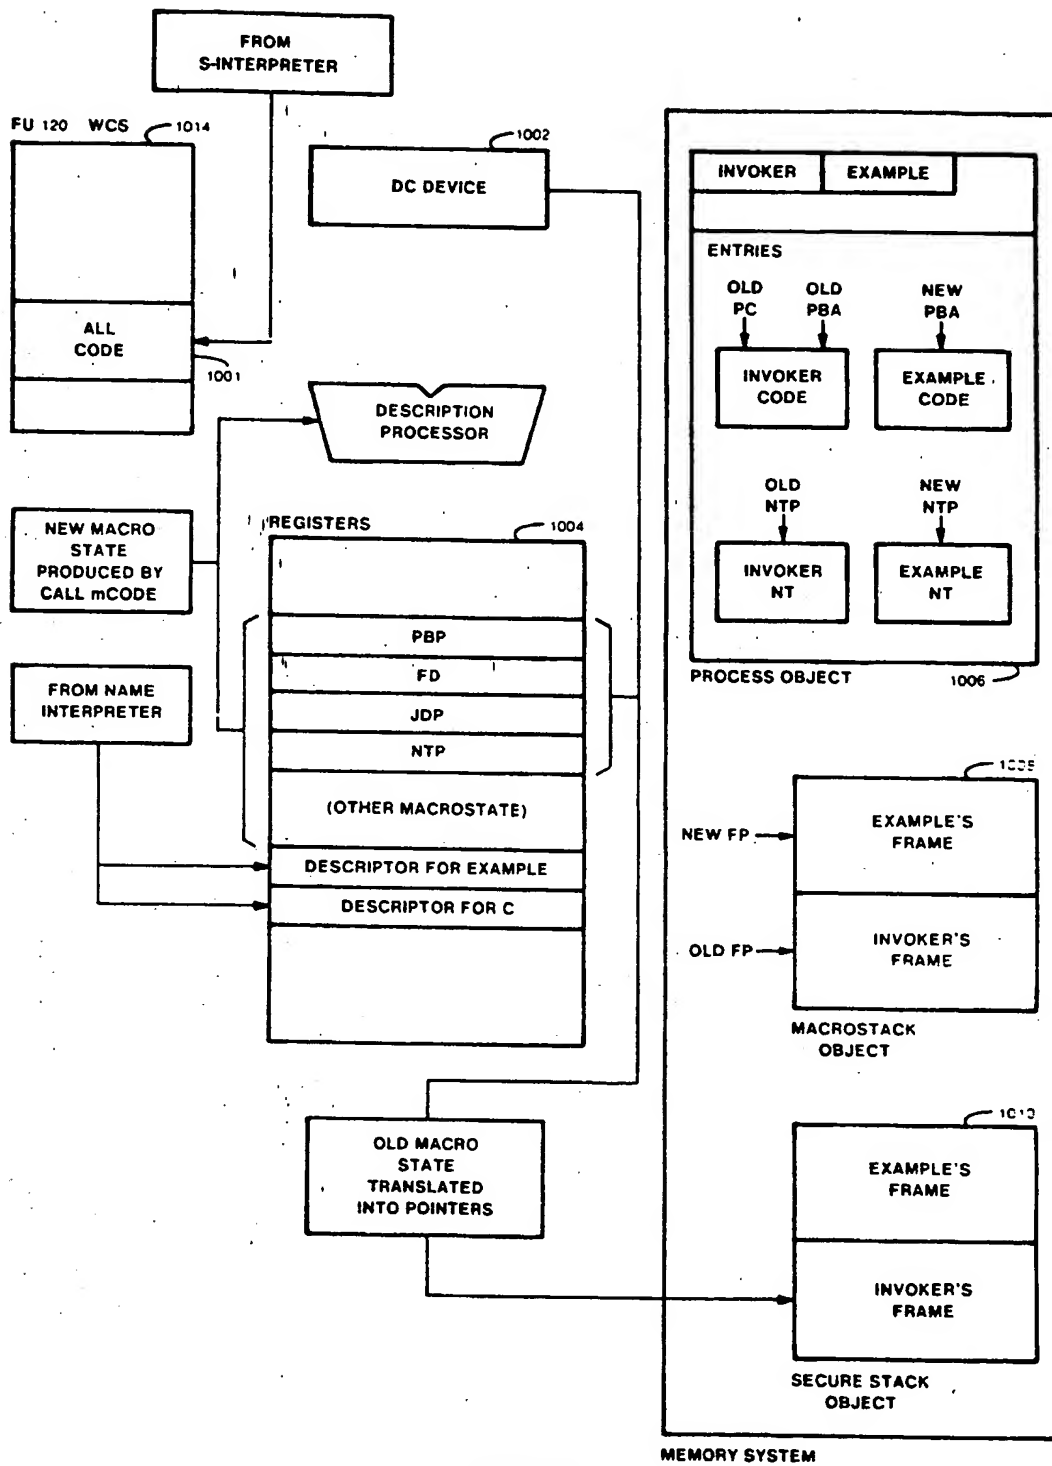 FROM
S-INTERPRETER
FU 120 WCS
1014
ALL
CODE
1001
1002
DC DEVICE
DESCRIPTION
PROCESSOR
NEW MACRO
STATE
PRODUCED BY
CALL mCODE
FROM NAME
INTERPRETER
REGISTERS
1004
PBP
FD
JDP
NTP
(OTHER MACROSTATE)
DESCRIPTOR FOR EXAMPLE
DESCRIPTOR FOR C
OLD MACRO
STATE
TRANSLATED
INTO POINTERS
INVOKER
EXAMPLE
ENTRIES
OLD
PC
OLD
PBA
NEW
PBA
INVOKER
CODE
EXAMPLE
CODE
OLD
NTP
NEW
NTP
INVOKER
NT
EXAMPLE
NT
PROCESS OBJECT
1006
NEW FP
EXAMPLE'S
FRAME
OLD FP
INVOKER'S
FRAME
MACROSTACK
OBJECT
EXAMPLE'S
FRAME
INVOKER'S
FRAME
SECURE STACK
OBJECT
MEMORY SYSTEM